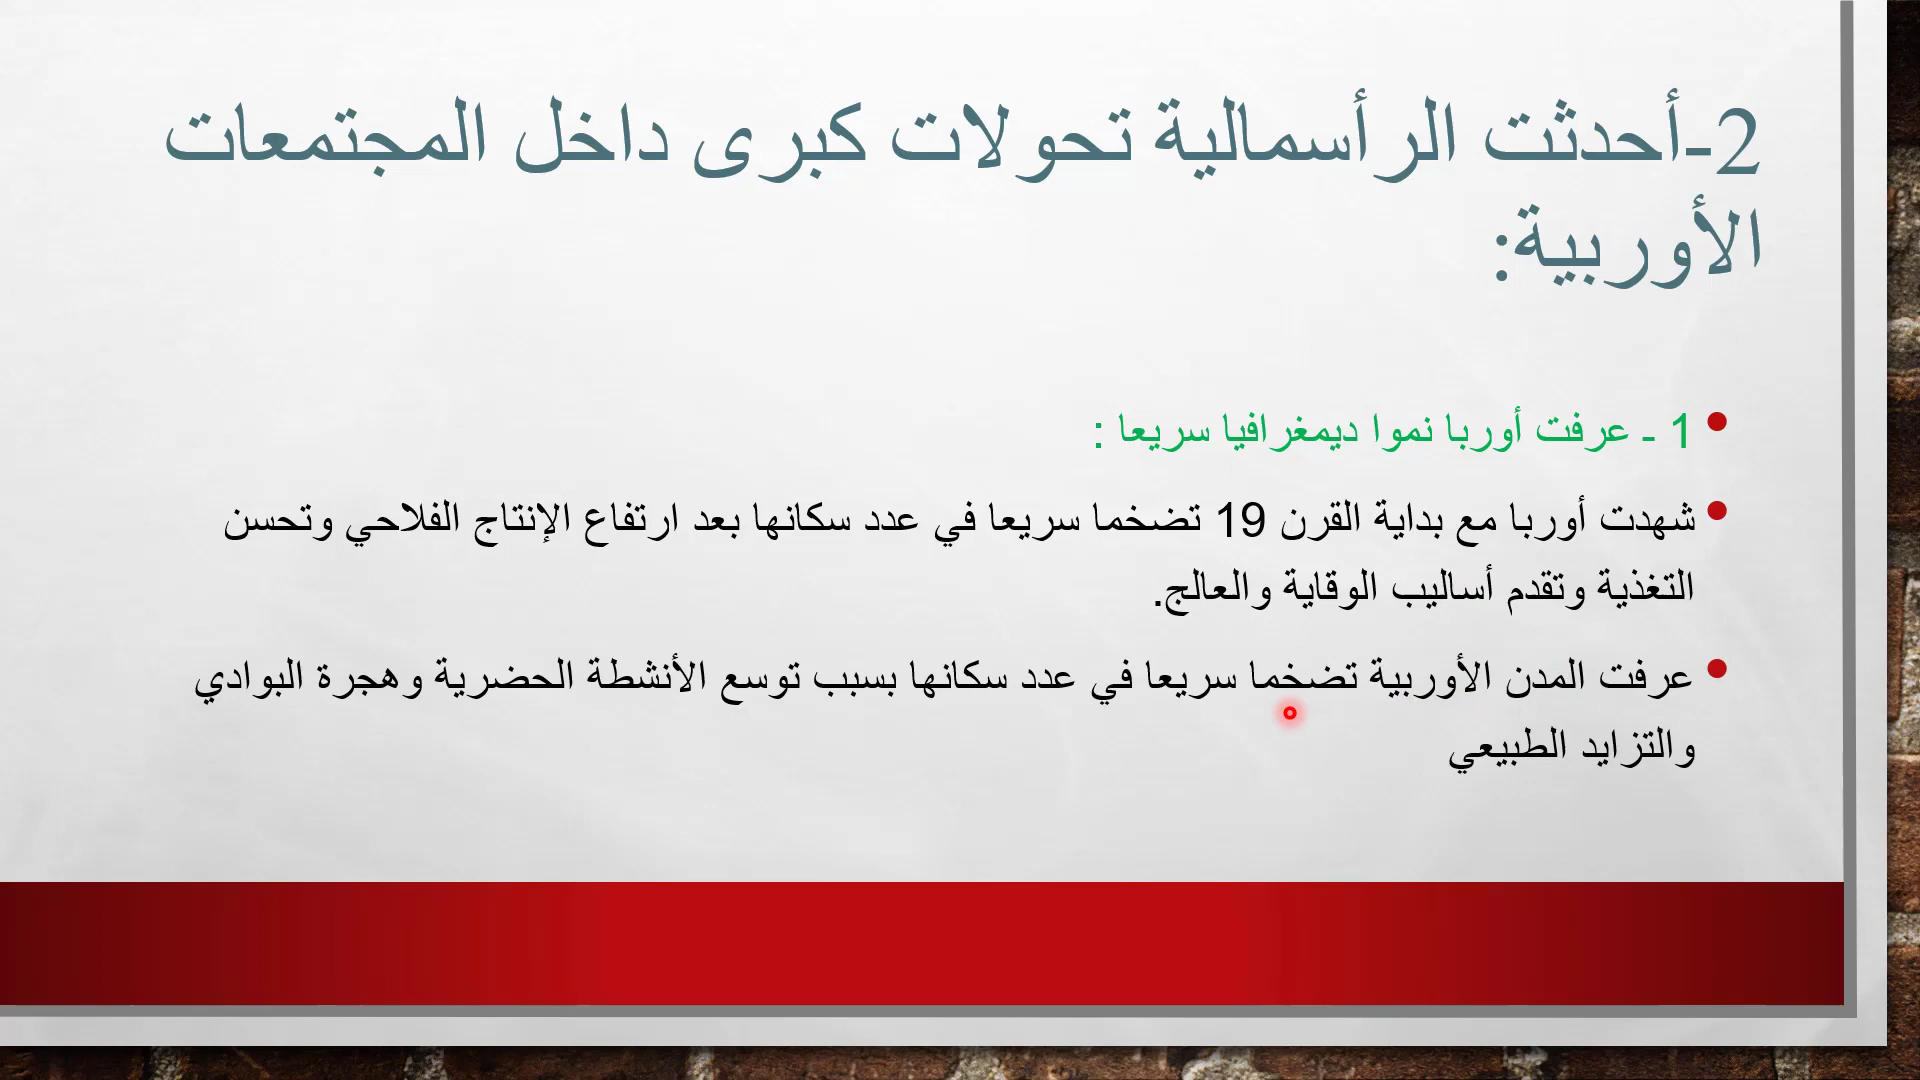 2-أحدثت الرأسمالية تحولات كبرى داخل المجتمعات
الأوربية:
1 - عرفت أوربا نموا ديمغرافيا سريعا :
شهدت أوربا مع بداية القرن 19 تضخما سريعا في عدد سكانها بعد ارتفاع الإنتاج الفلاحي وتحسن
التغذية وتقدم أساليب الوقاية والعالج.
عرفت المدن الأوربية تضخما سريعا في عدد سكانها بسبب توسع الأنشطة الحضرية وهجرة البوادي
والتزايد الطبيعي